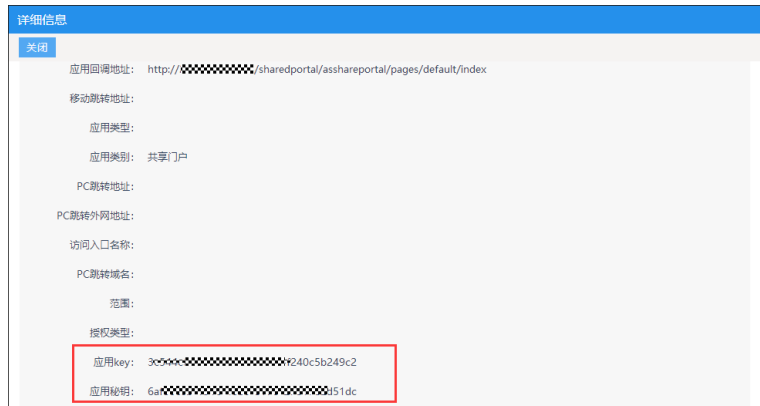 详细信息
关闭
应用回调地址: http:// /sharedportal/asshareportal/pages/default/index
移动跳转地址:
应用类型:
应用类别: 共享门户
PC跳转地址:
PC跳转外网地址:
访问入口名称:
PC跳转域名:
范围:
授权类型:
应用key: 240c5b249c2
应用秘钥: 6a d51dc